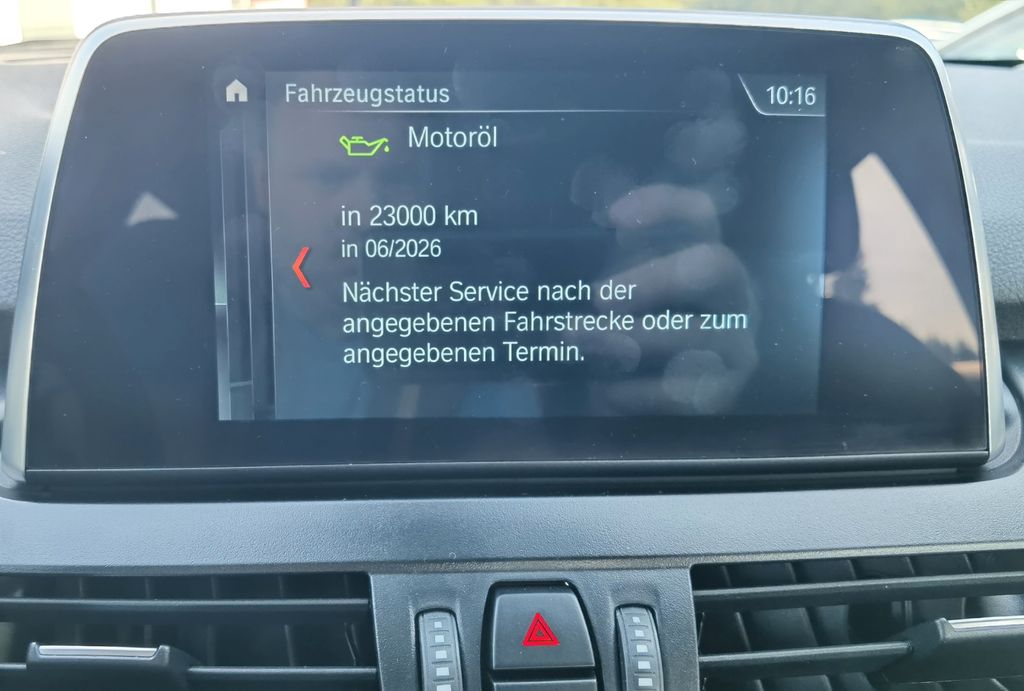 Fahrzeugstatus
10:16
Motoröl
in 23000 km
in 06/2026
Nächster Service nach der
angegebenen Fahrstrecke oder zum
angegebenen Termin.